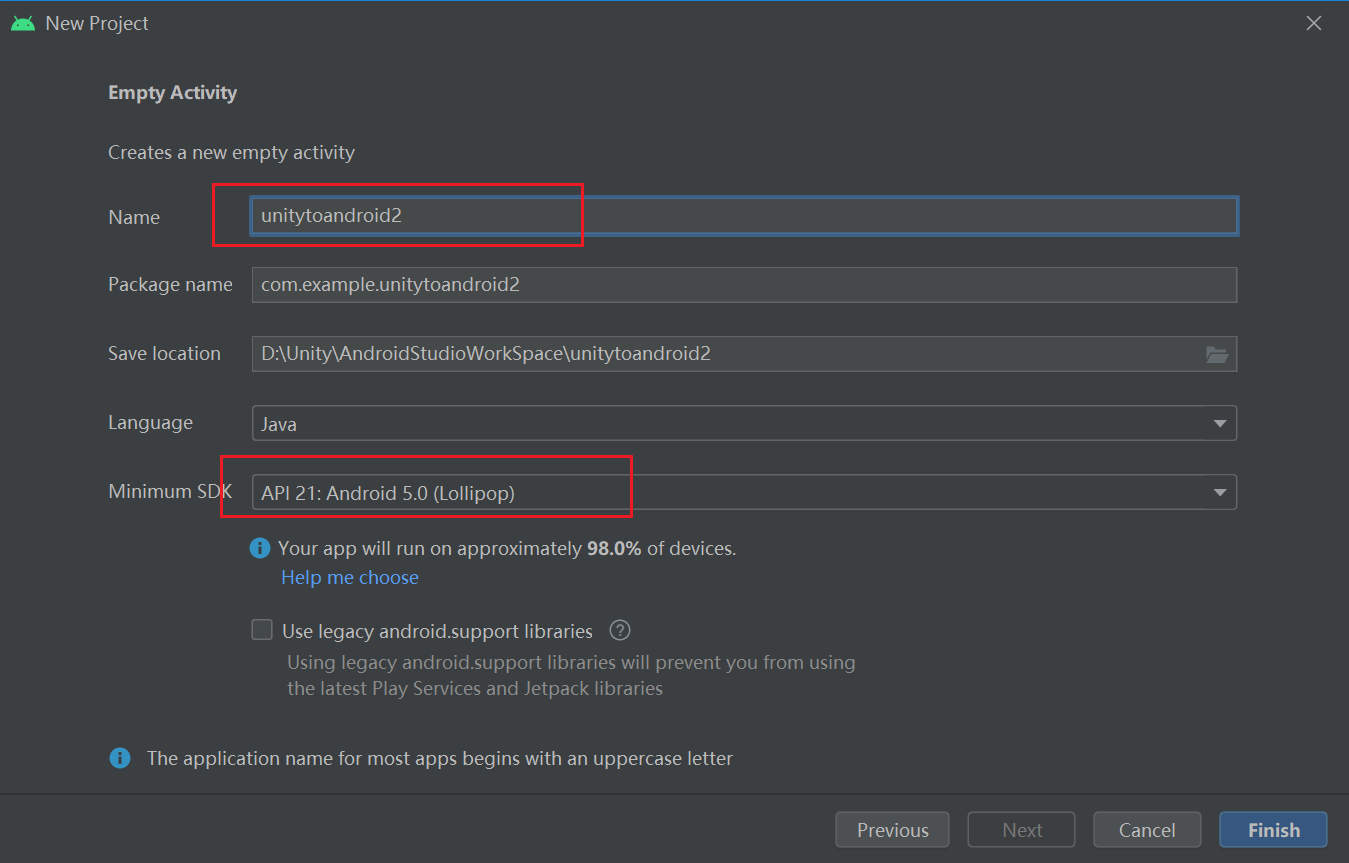 New Project
Empty Activity
Creates a new empty activity
Name unitytoandroid2
Package name com.example.unitytoandroid2
Save location D:\Unity\AndroidStudioWorkSpace\unitytoandroid2
Language Java
Minimum SDK API 21: Android 5.0 (Lollipop)
i Your app will run on approximately 98.0% of devices.
Help me choose
Use legacy android.support libraries ?
Using legacy android.support libraries will prevent you from using
the latest Play Services and Jetpack libraries
i The application name for most apps begins with an uppercase letter
Previous Next Cancel Finish